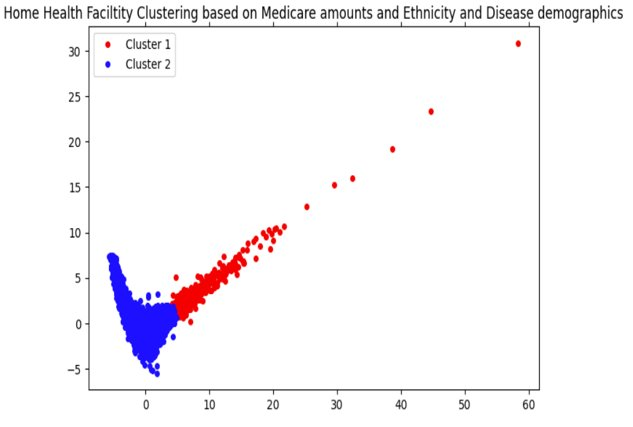 Home Health Faciltity Clustering based on Medicare amounts and Ethnicity and Disease demographics
Cluster 1
Cluster 2
30
25
20
15
10
5
0
−5
0 10 20 30 40 50 60